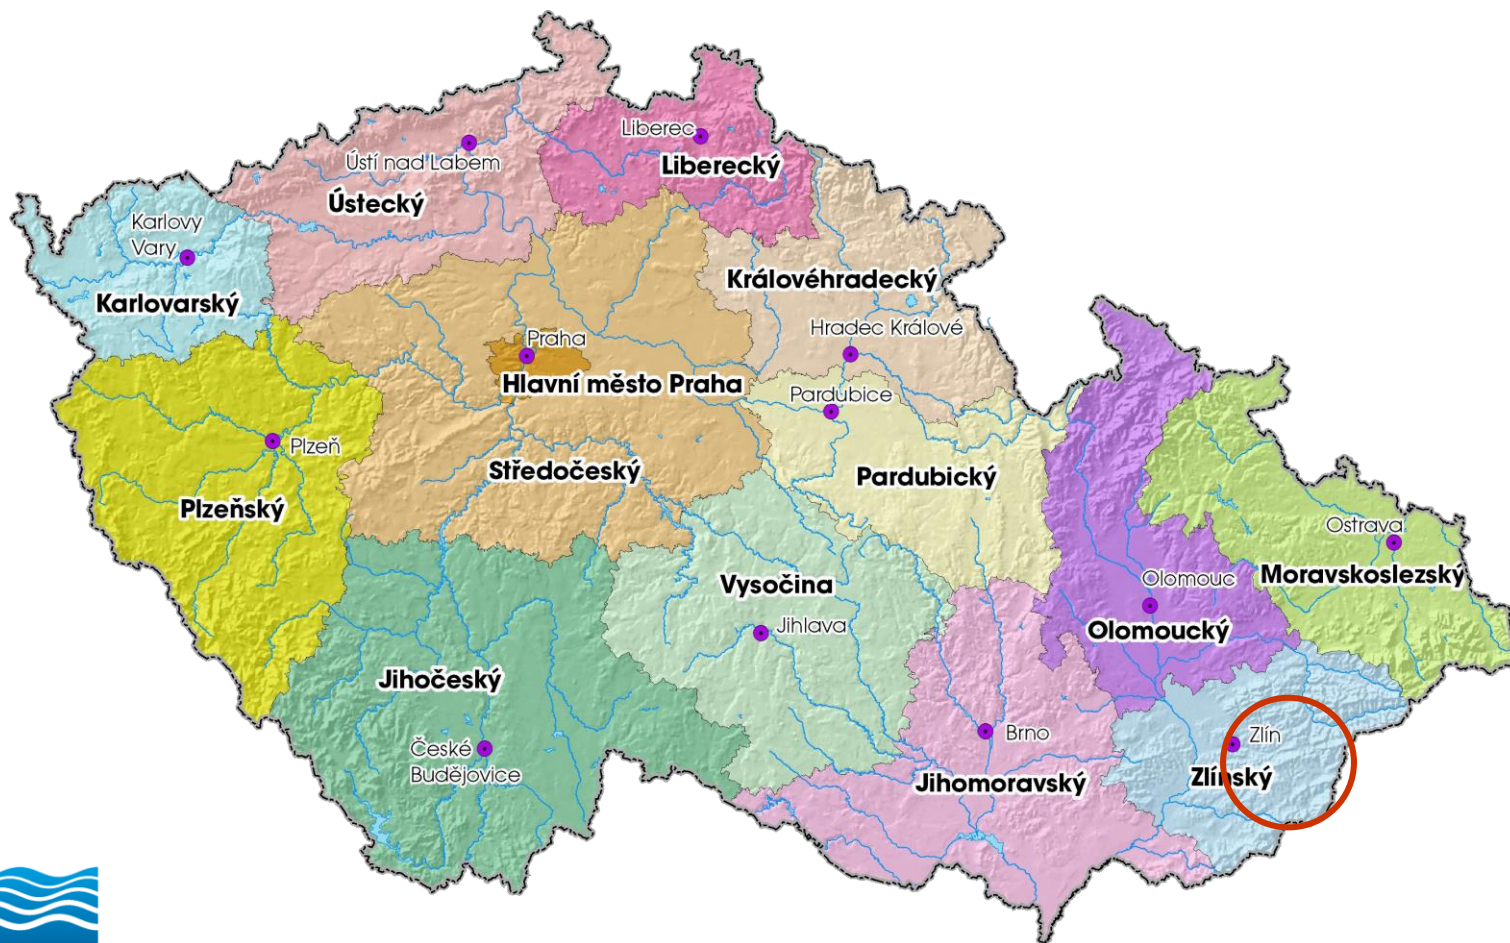 Liberec
Liberecký
Ústí nad Labem
Ústecký
Karlovy
Vary
Karlovarský
Královéhradecký
Hradec Králové
Praha
Hlavní město Praha
Pardubice
Pardubický
Plzeň
Plzeňský
Středočeský
Ostrava
Moravskoslezský
Olomouc
Olomoucký
Vysočina
Jihlava
Jihočeský
České
Budějovice
Brno
Jihomoravský
Zlín
Zlínský